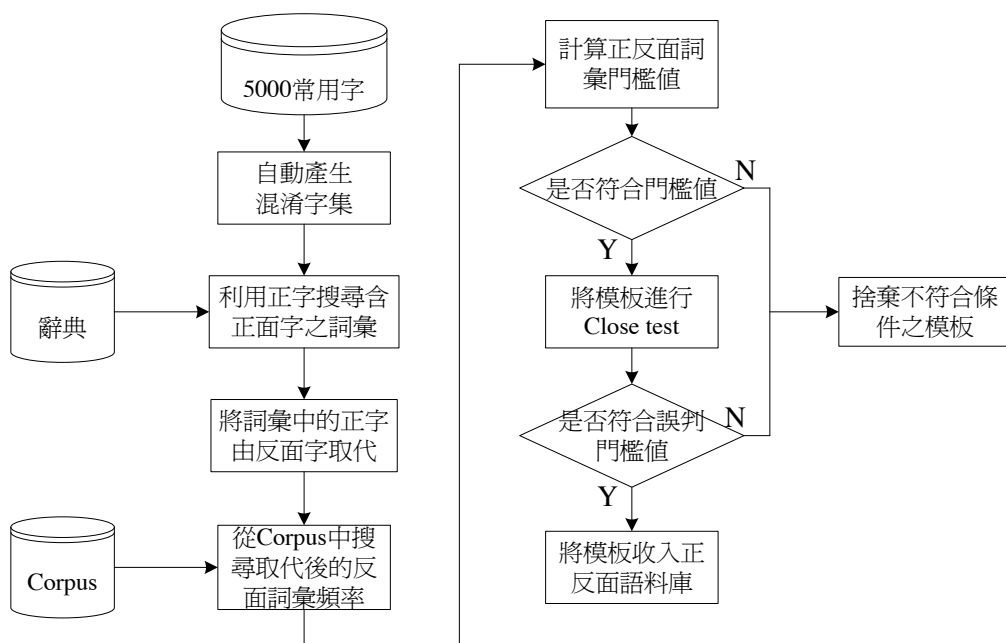 5000常用字
自動產生
混淆字集
辭典
利用正字搜尋含
正面字之詞彙
將詞彙中的正字
由反面字取代
Corpus
從Corpus中搜
尋取代後的反
面詞彙頻率
計算正反面詞
彙門檻值
是否符合門檻值
N
Y
將模板進行
Close test
捨棄不符合條
件之模板
是否符合誤判
門檻值
N
Y
將模板收入正
反面語料庫